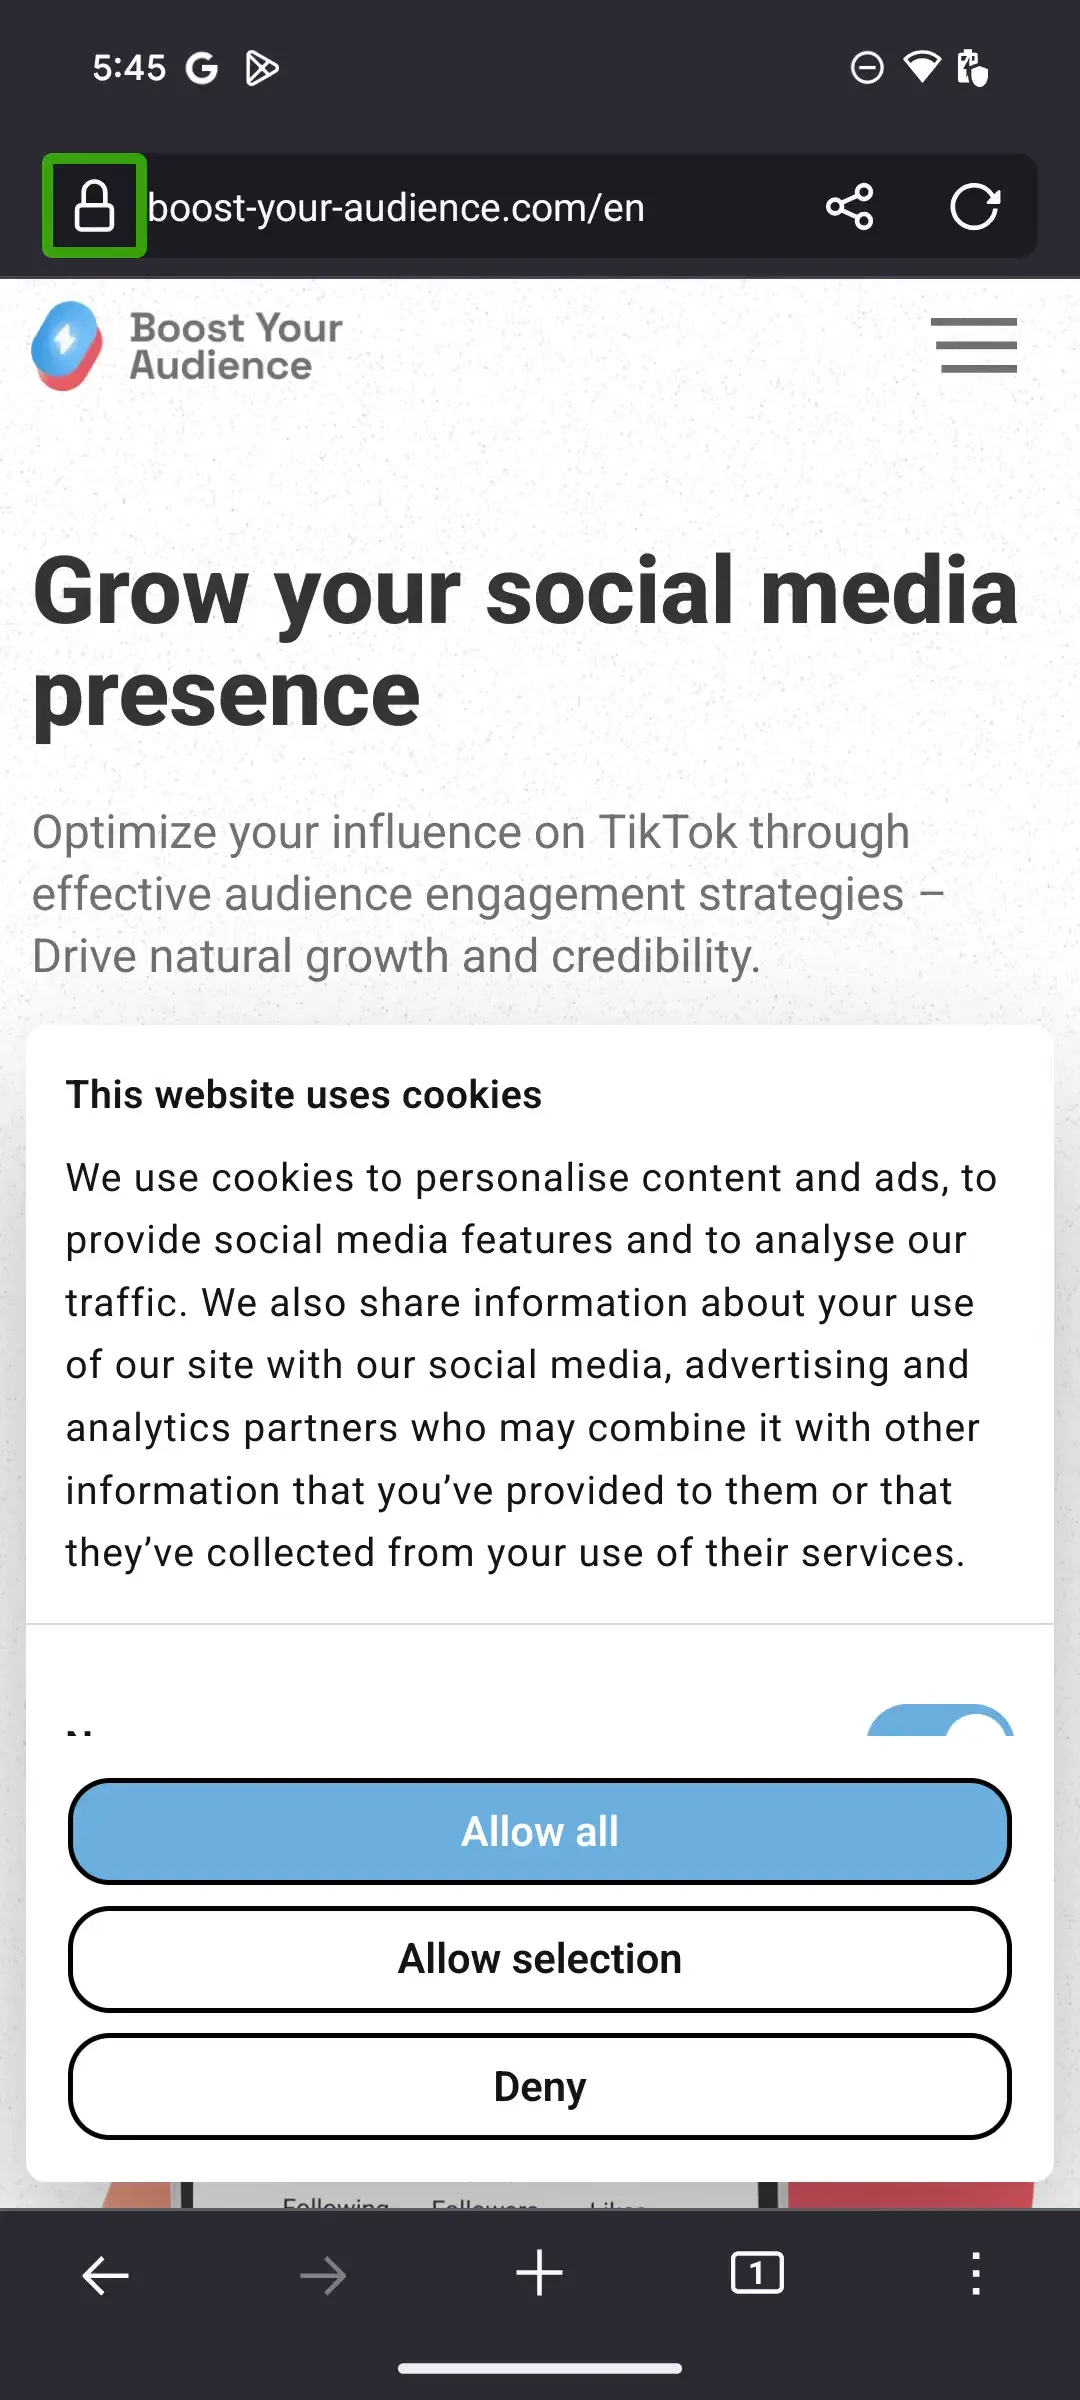 5:45
boost-your-audience.com/en
Boost Your
Audience
Grow your social media
presence
Optimize your influence on TikTok through
effective audience engagement strategies –
Drive natural growth and credibility.
This website uses cookies
We use cookies to personalise content and ads, to
provide social media features and to analyse our
traffic. We also share information about your use
of our site with our social media, advertising and
analytics partners who may combine it with other
information that you’ve provided to them or that
they’ve collected from your use of their services.
Allow all
Allow selection
Deny
Following Followers Likes
1